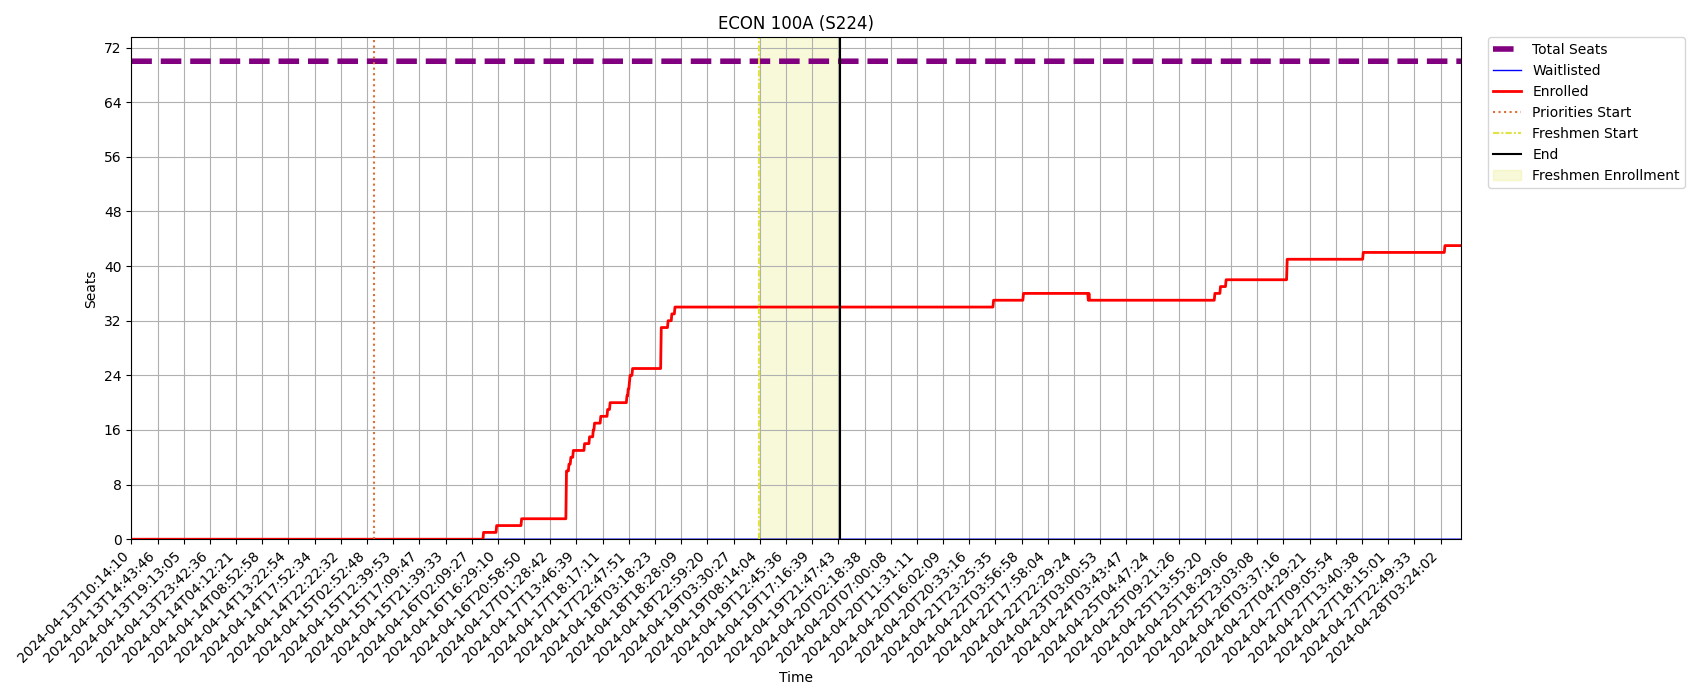 ECON 100A (S224)
Total Seats
Waitlisted
Enrolled
Priorities Start
Freshmen Start
End
Freshmen Enrollment
Seats
72
64
56
48
40
32
24
16
8
0
2024-04-13T10:14:10
2024-04-13T14:43:46
2024-04-13T19:13:05
2024-04-13T23:42:36
2024-04-14T04:12:21
2024-04-14T08:52:58
2024-04-14T13:22:54
2024-04-14T17:52:34
2024-04-14T22:22:32
2024-04-15T02:52:48
2024-04-15T12:39:53
2024-04-15T17:09:47
2024-04-15T21:39:33
2024-04-16T02:09:27
2024-04-16T16:29:10
2024-04-16T20:58:50
2024-04-17T01:28:42
2024-04-17T13:46:39
2024-04-17T18:17:11
2024-04-17T22:47:51
2024-04-18T03:18:23
2024-04-18T18:28:09
2024-04-18T22:59:20
2024-04-19T03:30:27
2024-04-19T08:14:04
2024-04-19T12:45:36
2024-04-19T17:16:39
2024-04-19T21:47:43
2024-04-20T02:18:38
2024-04-20T07:00:08
2024-04-20T11:31:11
2024-04-20T16:02:09
2024-04-20T20:33:16
2024-04-21T23:25:35
2024-04-22T03:56:58
2024-04-22T17:58:04
2024-04-22T22:29:24
2024-04-23T03:00:53
2024-04-24T03:43:47
2024-04-25T04:47:24
2024-04-25T09:21:26
2024-04-25T13:55:20
2024-04-25T18:29:06
2024-04-25T23:03:08
2024-04-26T03:37:16
2024-04-27T04:29:21
2024-04-27T09:05:54
2024-04-27T13:40:38
2024-04-27T18:15:01
2024-04-27T22:49:33
2024-04-28T03:24:02
Time